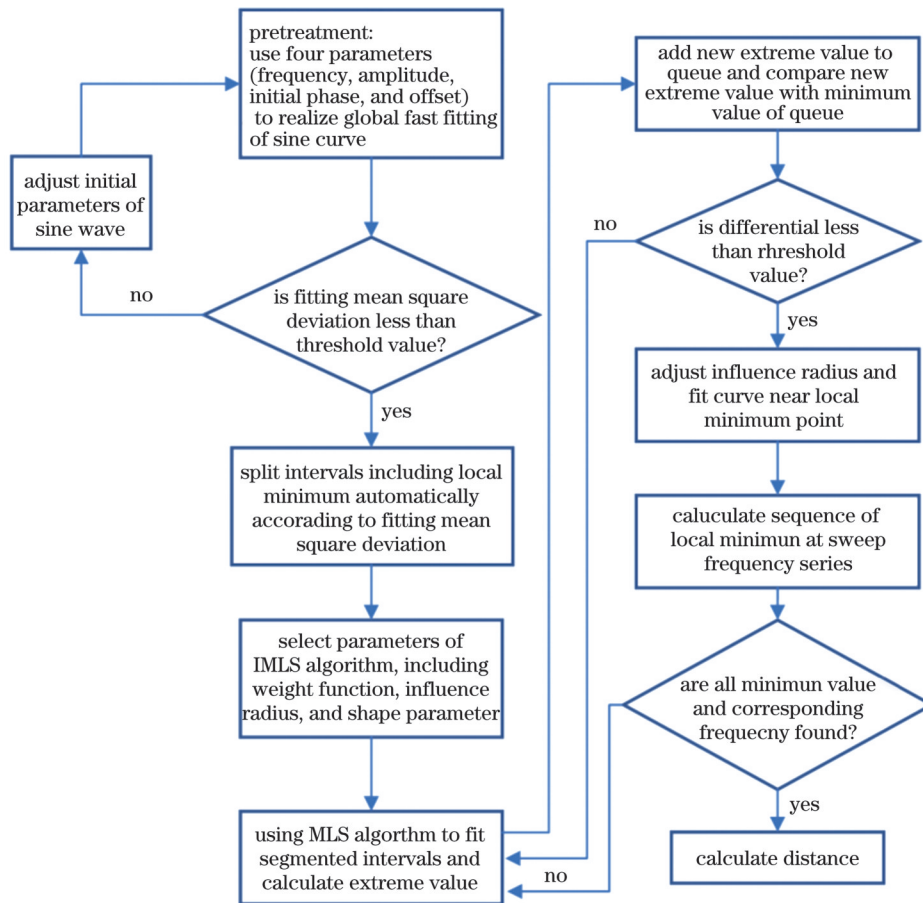 pretreatment:
use four parameters
(frequency, amplitude,
initial phase, and offset)
to realize global fast fitting
of sine curve
adjust initial
parameters of
sine wave
no
is fitting mean square
deviation less than
threshold value?
yes
split intervals including local
minimum automatically
accorading to fitting mean
square deviation
select parameters of
IMLS algorithm, including
weight function, influence
radius, and shape parameter
using MLS algorthm to fit
segmented intervals and
calculate extreme value
add new extreme value to
queue and compare new
extreme value with minimum
value of queue
no
is differential less
than rhreshold
value?
yes
adjust influence radius and
fit curve near local
minimum point
caluculate sequence of
local minimun at sweep
frequency series
are all minimun value
and corresponding
frequecny found?
no
yes
calculate distance